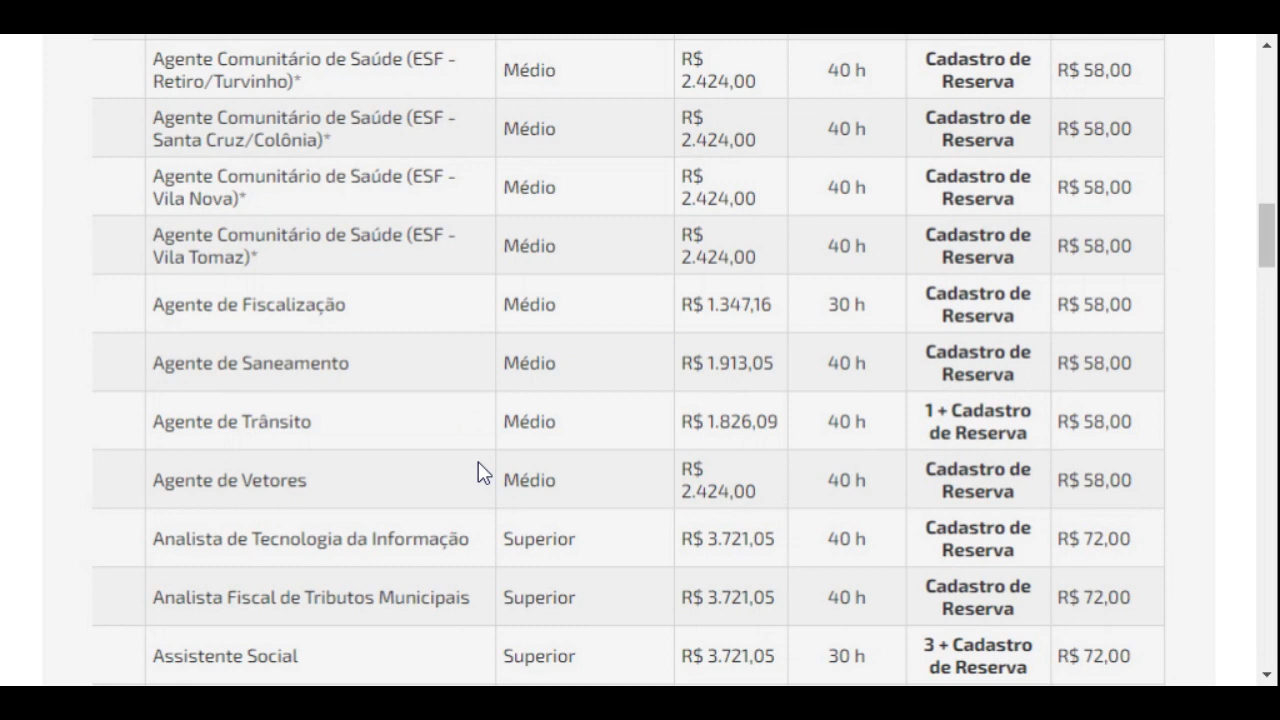 Agente Comunitário de Saúde (ESF -
Retiro/Turvinho)*
Médio
R$
2.424,00
40 h
Cadastro de
Reserva
R$ 58,00
Agente Comunitário de Saúde (ESF -
Santa Cruz/Colônia)*
Médio
R$
2.424,00
40 h
Cadastro de
Reserva
R$ 58,00
Agente Comunitário de Saúde (ESF -
Vila Nova)*
Médio
R$
2.424,00
40 h
Cadastro de
Reserva
R$ 58,00
Agente Comunitário de Saúde (ESF -
Vila Tomaz)*
Médio
R$
2.424,00
40 h
Cadastro de
Reserva
R$ 58,00
Agente de Fiscalização
Médio
R$ 1.347,16
30 h
Cadastro de
Reserva
R$ 58,00
Agente de Saneamento
Médio
R$ 1.913,05
40 h
Cadastro de
Reserva
R$ 58,00
Agente de Trânsito
Médio
R$ 1.826,09
40 h
1 + Cadastro
de Reserva
R$ 58,00
Agente de Vetores
Médio
R$
2.424,00
40 h
Cadastro de
Reserva
R$ 58,00
Analista de Tecnologia da Informação
Superior
R$ 3.721,05
40 h
Cadastro de
Reserva
R$ 72,00
Analista Fiscal de Tributos Municipais
Superior
R$ 3.721,05
40 h
Cadastro de
Reserva
R$ 72,00
Assistente Social
Superior
R$ 3.721,05
30 h
3 + Cadastro
de Reserva
R$ 72,00